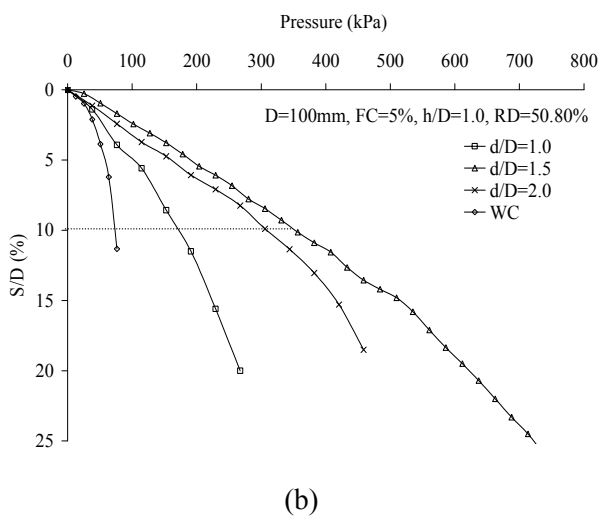 Pressure (kPa)
0 100 200 300 400 500 600 700 800
D=100mm, FC=5%, h/D=1.0, RD=50.80%
d/D=1.0
d/D=1.5
d/D=2.0
WC
0
5
10
15
20
25
S/D (%)
(b)